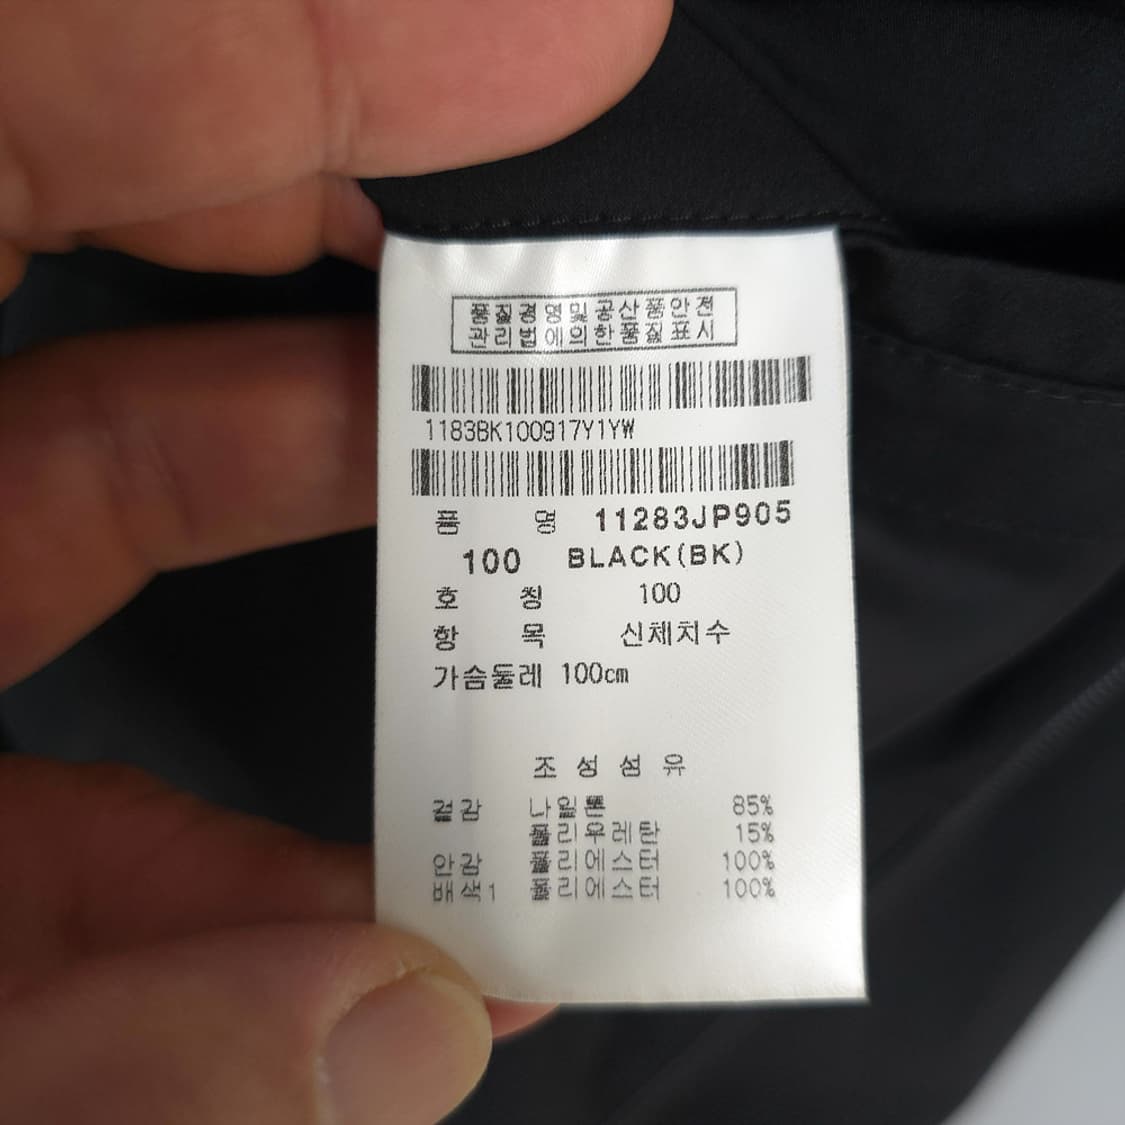 품질경영및공산품안전
관리법에의한품질표시
1183BK100917Y1YW
품 명 11283JP905
100 BLACK(BK)
호 칭 100
항 목 신체치수
가슴둘레 100cm
조 성 섬 유
겉감 나일론 85%
폴리우레탄 15%
안감 폴리에스터 100%
배색1 폴리에스터 100%